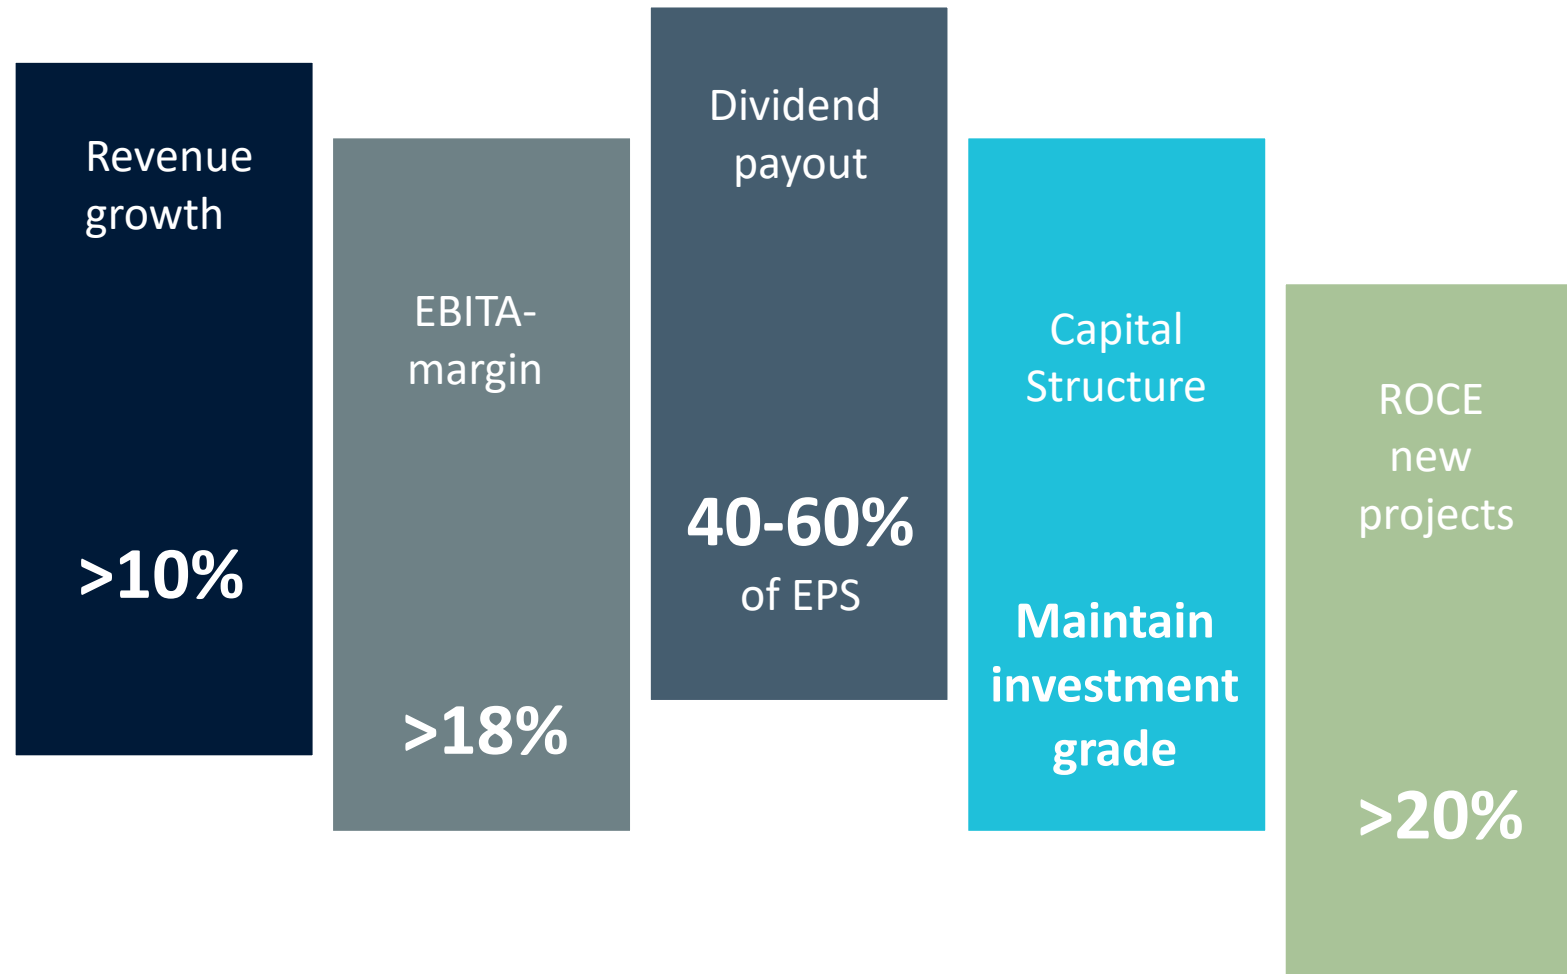 Revenue
growth
>10%
EBITA-
margin
>18%
Dividend
payout
40-60%
of EPS
Capital
Structure
Maintain
investment
grade
ROCE
new
projects
>20%